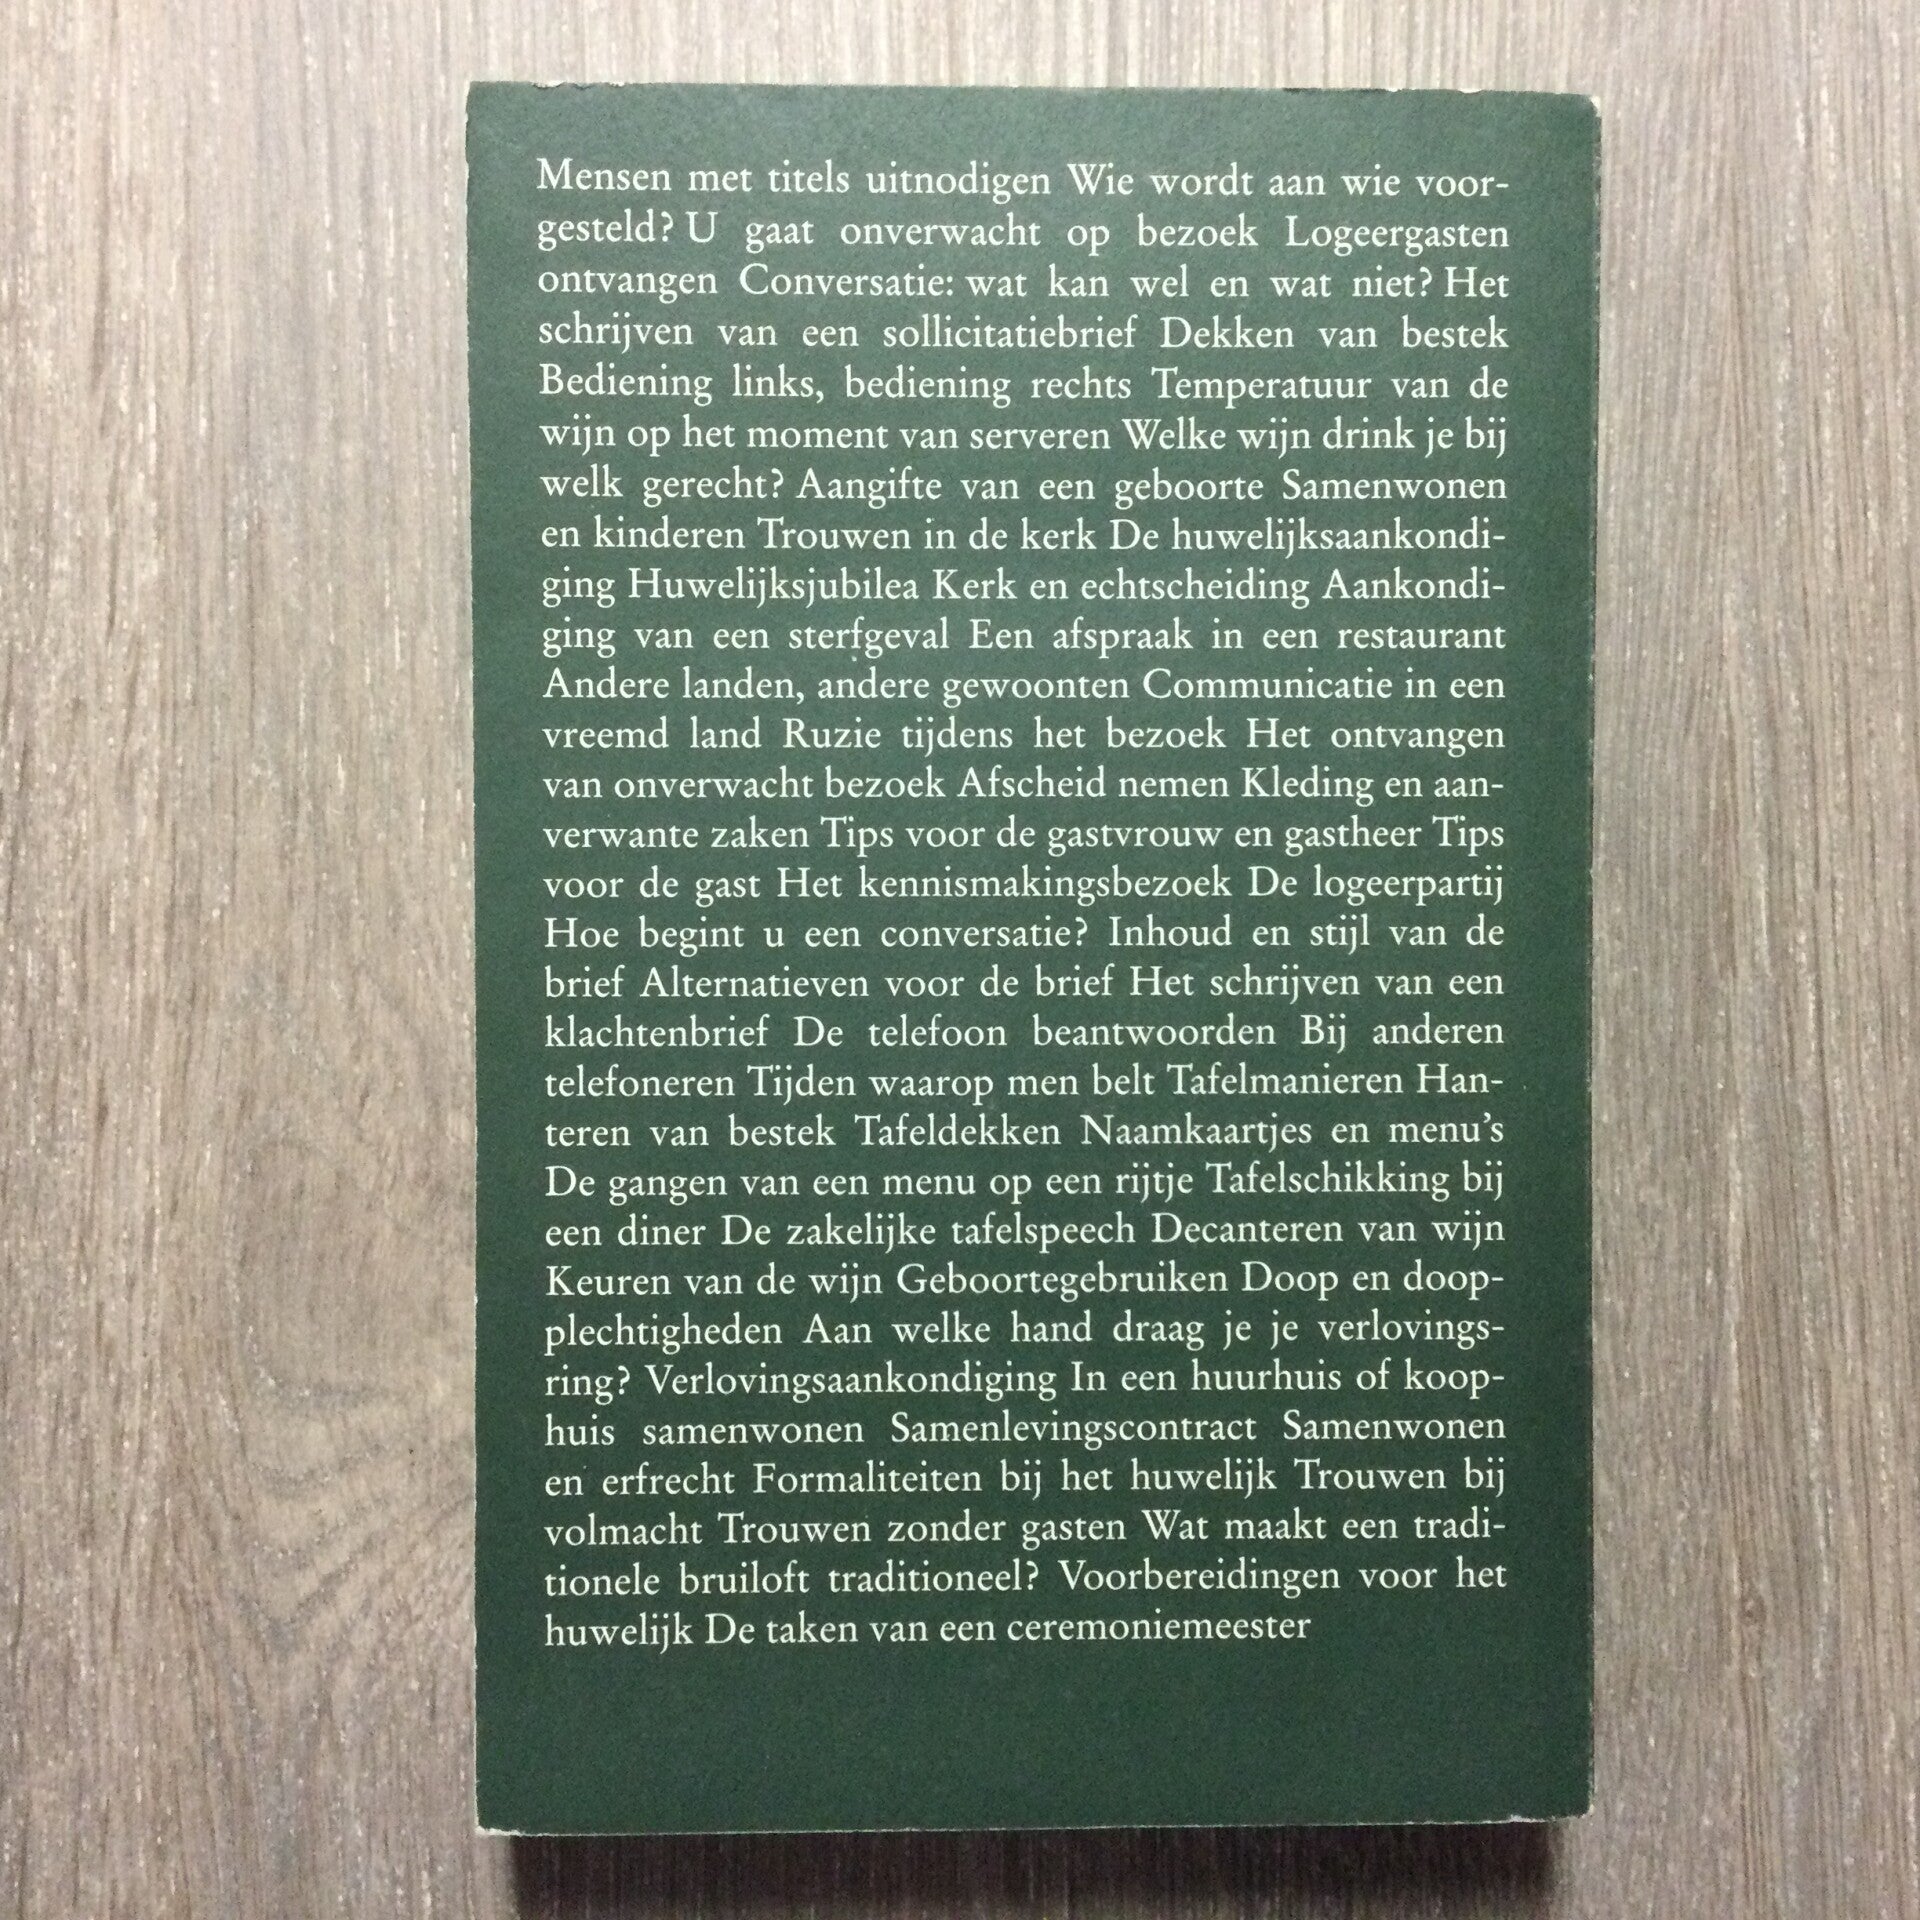 Mensen met titels uitnodigen Wie wordt aan wie voor-
gesteld? U gaat onverwacht op bezoek Logeergasten
ontvangen Conversatie: wat kan wel en wat niet? Het
schrijven van een sollicitatiebrief Dekken van bestek
Bediening links, bediening rechts Temperatuur van de
wijn op het moment van serveren Welke wijn drink je bij
welk gerecht? Aangifte van een geboorte Samenwonen
en kinderen Trouwen in de kerk De huwelijksaankondi-
ging Huwelijksjubilea Kerk en echtscheiding Aankondi-
ging van een sterfgeval Een afspraak in een restaurant
Andere landen, andere gewoonten Communicatie in een
vreemd land Ruzie tijdens het bezoek Het ontvangen
van onverwacht bezoek Afscheid nemen Kleding en aan-
verwante zaken Tips voor de gastvrouw en gastheer Tips
voor de gast Het kennismakingsbezoek De logeerpartij
Hoe begint u een conversatie? Inhoud en stijl van de
brief Alternatieven voor de brief Het schrijven van een
klachtenbrief De telefoon beantwoorden Bij anderen
telefoneren Tijden waarop men belt Tafelmanieren Han-
teren van bestek Tafeldekken Naamkaartjes en menu's
De gangen van een menu op een rijtje Tafelschikking bij
een diner De zakelijke tafelspeech Decanteren van wijn
Keuren van de wijn Geboortegebruiken Doop en doop-
plechtigheden Aan welke hand draag je je verlovings-
ring? Verlovingsaankondiging In een huurhuis of koop-
huis samenwonen Samenlevingscontract Samenwonen
en erfrecht Formaliteiten bij het huwelijk Trouwen bij
volmacht Trouwen zonder gasten Wat maakt een tradi-
tionele bruiloft traditioneel? Voorbereidingen voor het
huwelijk De taken van een ceremoniemeester